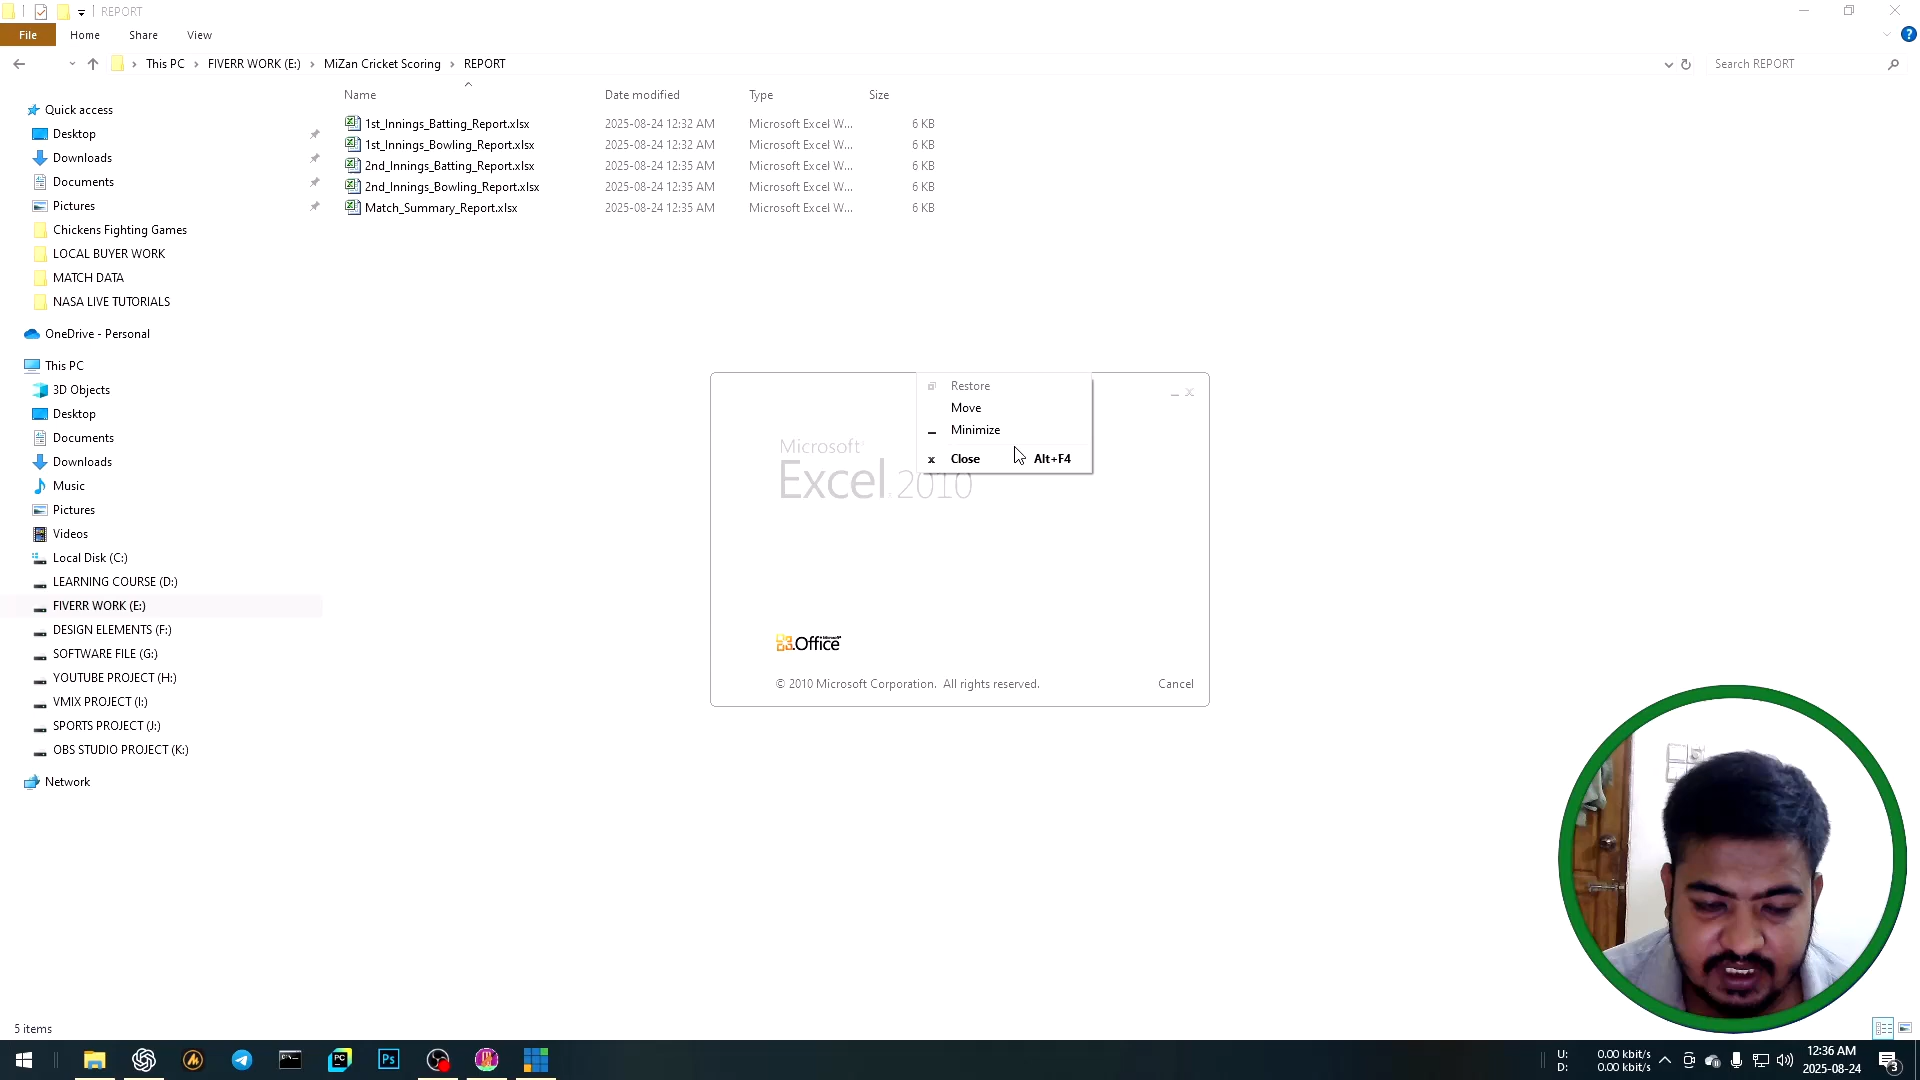 REPORT
File Home Share View
This PC FIVERR WORK (E:) MiZan Cricket Scoring REPORT
Search REPORT
Name Date modified Type Size
1st_Innings_Batting_Report.xlsx 2025-08-24 12:32 AM Microsoft Excel W... 6 KB
1st_Innings_Bowling_Report.xlsx 2025-08-24 12:32 AM Microsoft Excel W... 6 KB
2nd_Innings_Batting_Report.xlsx 2025-08-24 12:35 AM Microsoft Excel W... 6 KB
2nd_Innings_Bowling_Report.xlsx 2025-08-24 12:35 AM Microsoft Excel W... 6 KB
Match_Summary_Report.xlsx 2025-08-24 12:35 AM Microsoft Excel W... 6 KB
Quick access
Desktop
Downloads
Documents
Pictures
Chickens Fighting Games
LOCAL BUYER WORK
MATCH DATA
NASA LIVE TUTORIALS
OneDrive - Personal
This PC
3D Objects
Desktop
Documents
Downloads
Music
Pictures
Videos
Local Disk (C:)
LEARNING COURSE (D:)
FIVERR WORK (E:)
DESIGN ELEMENTS (F:)
SOFTWARE FILE (G:)
YOUTUBE PROJECT (H:)
VMIX PROJECT (I:)
SPORTS PROJECT (J:)
OBS STUDIO PROJECT (K:)
Network
Restore
Move
Minimize
Close Alt+F4
Microsoft
Excel 2010
Microsoft
Office
© 2010 Microsoft Corporation. All rights reserved.
Cancel
5 items
PC
Ps
U: 0.00 kbit/s
D: 0.00 kbit/s
12:36 AM
2025-08-24
3